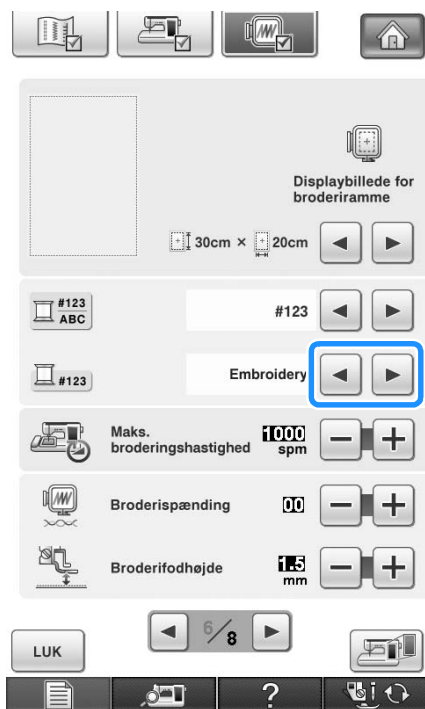 Displaybillede for
broderiramme
30cm × 20cm
#123
ABC
#123
#123
Embroidery
Maks.
broderingshastighed
1000
spm
Broderispænding
00
Broderifodhøjde
1.5
mm
6/8
LUK
?